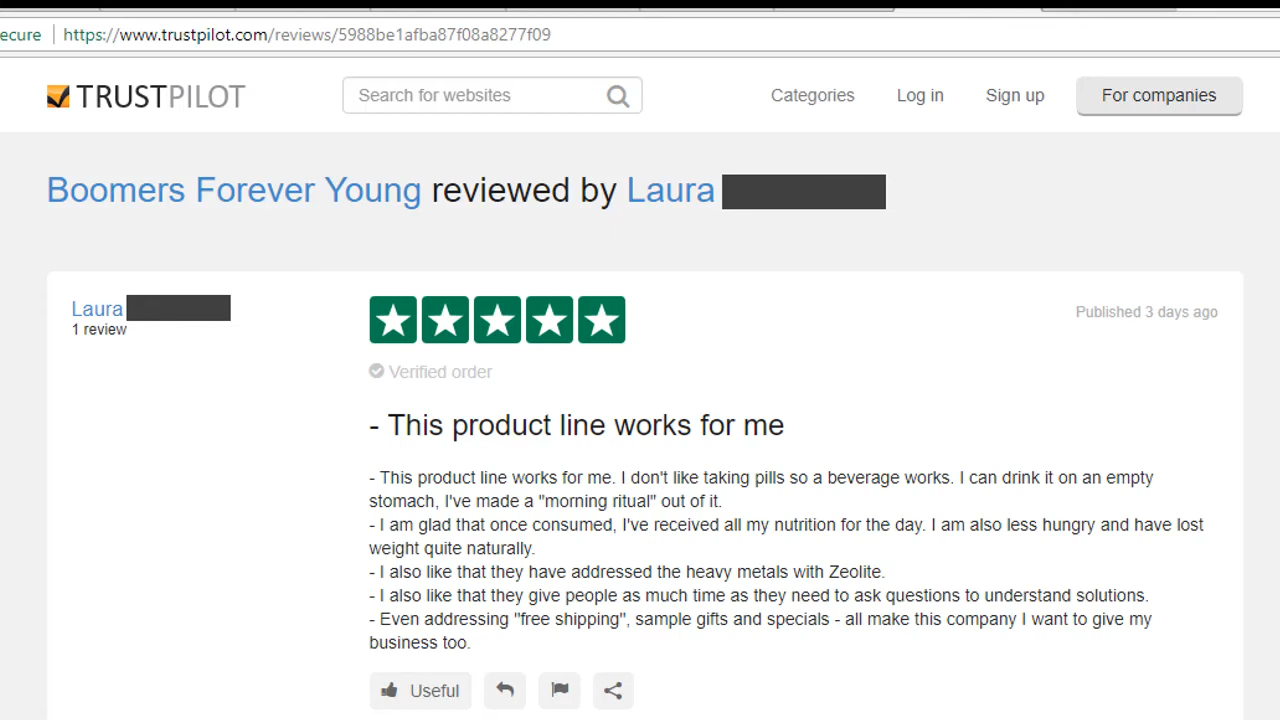 ecure https://www.trustpilot.com/reviews/5988be1afba87f08a8277f09
TRUSTPILOT Search for websites Categories Log in Sign up For companies
Boomers Forever Young reviewed by Laura
Laura
1 review
Published 3 days ago
Verified order
- This product line works for me
- This product line works for me. I don't like taking pills so a beverage works. I can drink it on an empty
stomach, I've made a "morning ritual" out of it.
- I am glad that once consumed, I've received all my nutrition for the day. I am also less hungry and have lost
weight quite naturally.
- I also like that they have addressed the heavy metals with Zeolite.
- I also like that they give people as much time as they need to ask questions to understand solutions.
- Even addressing "free shipping", sample gifts and specials - all make this company I want to give my
business too.
Useful